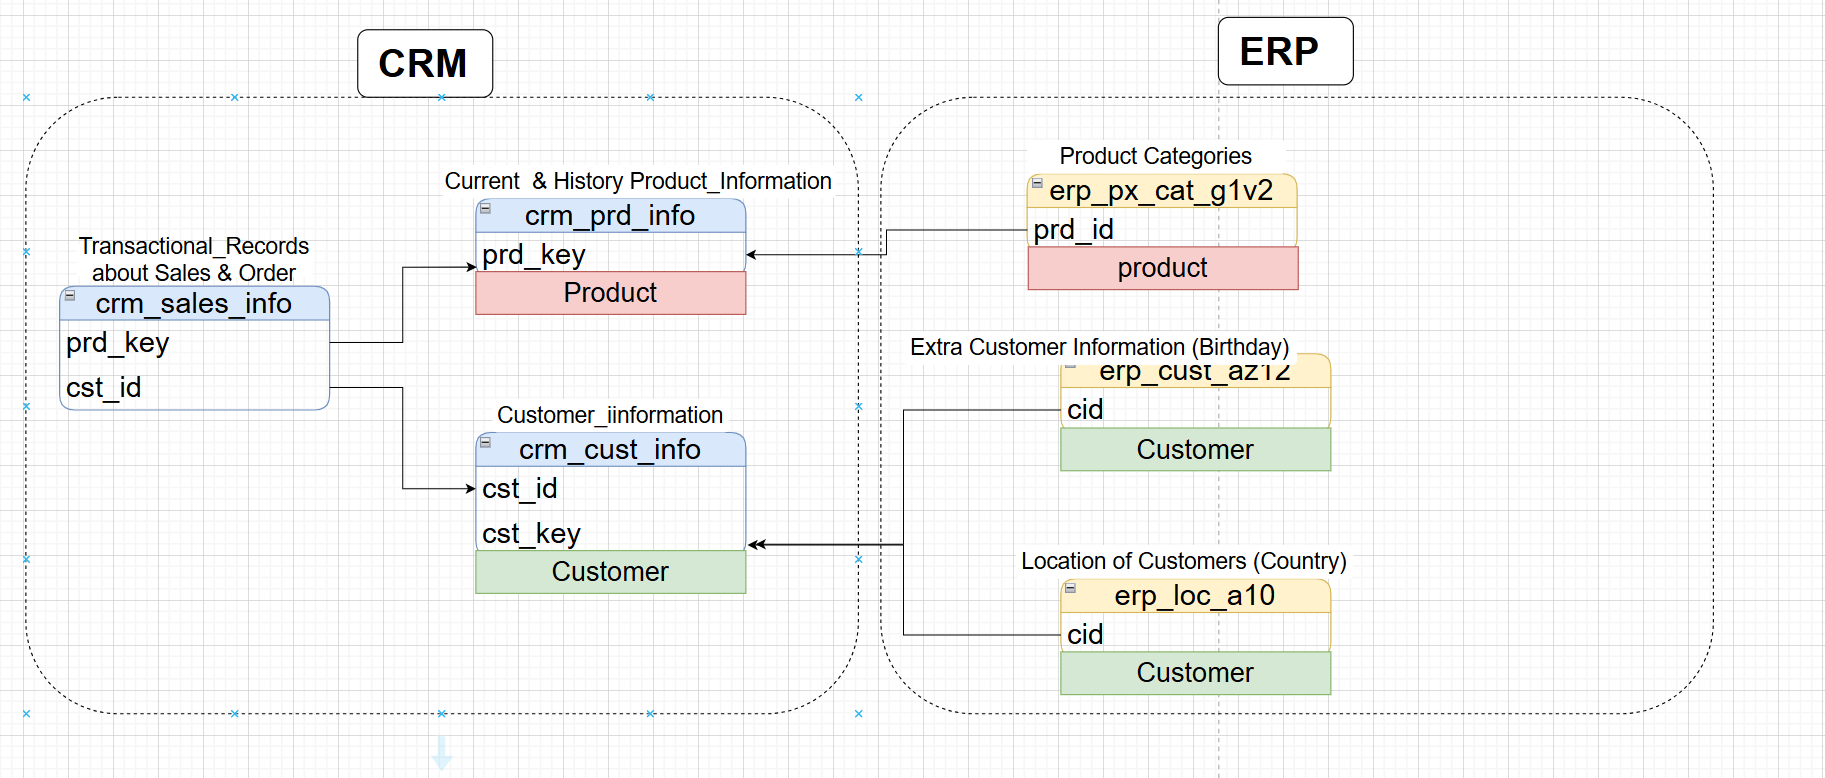 CRM
ERP
Product Categories
erp_px_cat_g1v2
prd_id
product
Current  & History Product_Information
crm_prd_info
prd_key
Product
Transactional_Records
about Sales & Order
crm_sales_info
prd_key
cst_id
Extra Customer Information (Birthday)
erp_cust_az12
cid
Customer
Customer_iinformation
crm_cust_info
cst_id
cst_key
Customer
Location of Customers (Country)
erp_loc_a10
cid
Customer